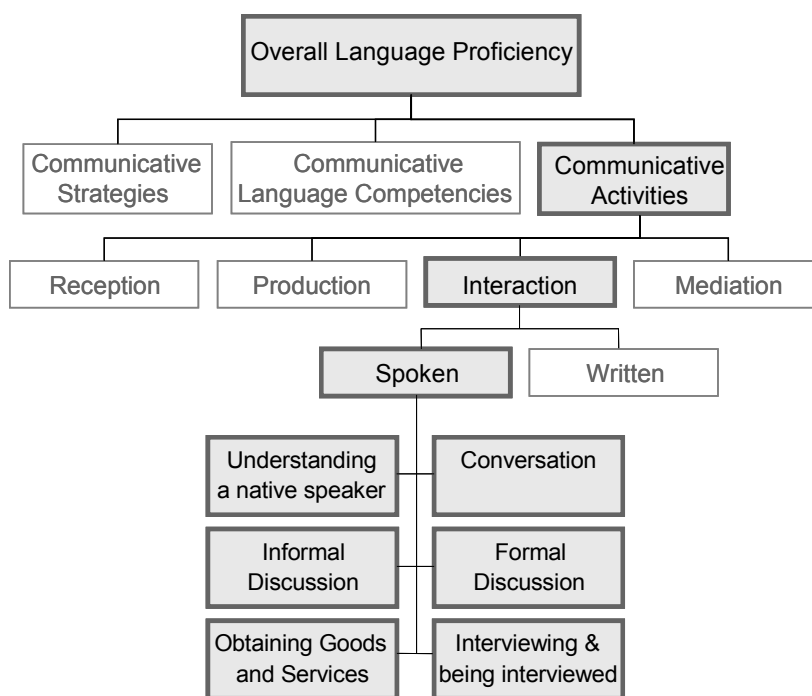 Overall Language Proficiency
Communicative
Strategies
Communicative
Language Competencies
Communicative
Activities
Reception
Production
Interaction
Mediation
Spoken
Written
Understanding
a native speaker
Conversation
Informal
Discussion
Formal
Discussion
Obtaining Goods
and Services
Interviewing &
being interviewed